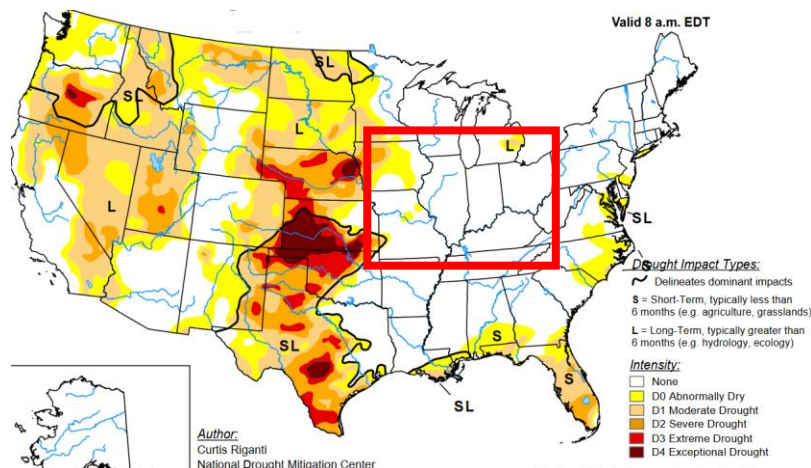 Valid 8 a.m. EDT
SL
SL
L
L
L
SL
S
Drought Impact Types:
Delineates dominant impacts
S = Short-Term, typically less than
6 months (e.g. agriculture, grasslands)
L = Long-Term, typically greater than
6 months (e.g. hydrology, ecology)
SL
S
S
SL
Intensity:
None
D0 Abnormally Dry
D1 Moderate Drought
D2 Severe Drought
D3 Extreme Drought
D4 Exceptional Drought
Author:
Curtis Riganti
National Drought Mitigation Center